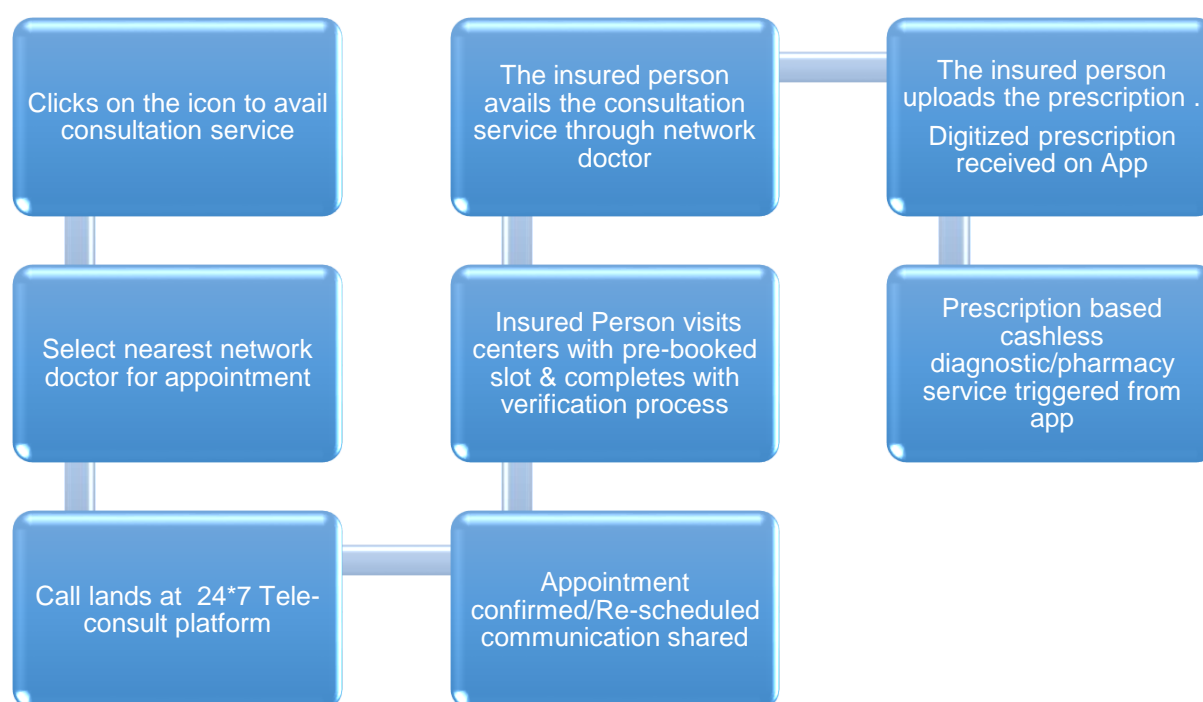 Clicks on the icon to avail
consultation service
Select nearest network
doctor for appointment
Call lands at 24*7 Tele-
consult platform
Appointment
confirmed/Re-scheduled
communication shared
Insured Person visits
centers with pre-booked
slot & completes with
verification process
The insured person
avails the consultation
service through network
doctor
The insured person
uploads the prescription .
Digitized prescription
received on App
Prescription based
cashless
diagnostic/pharmacy
service triggered from
app